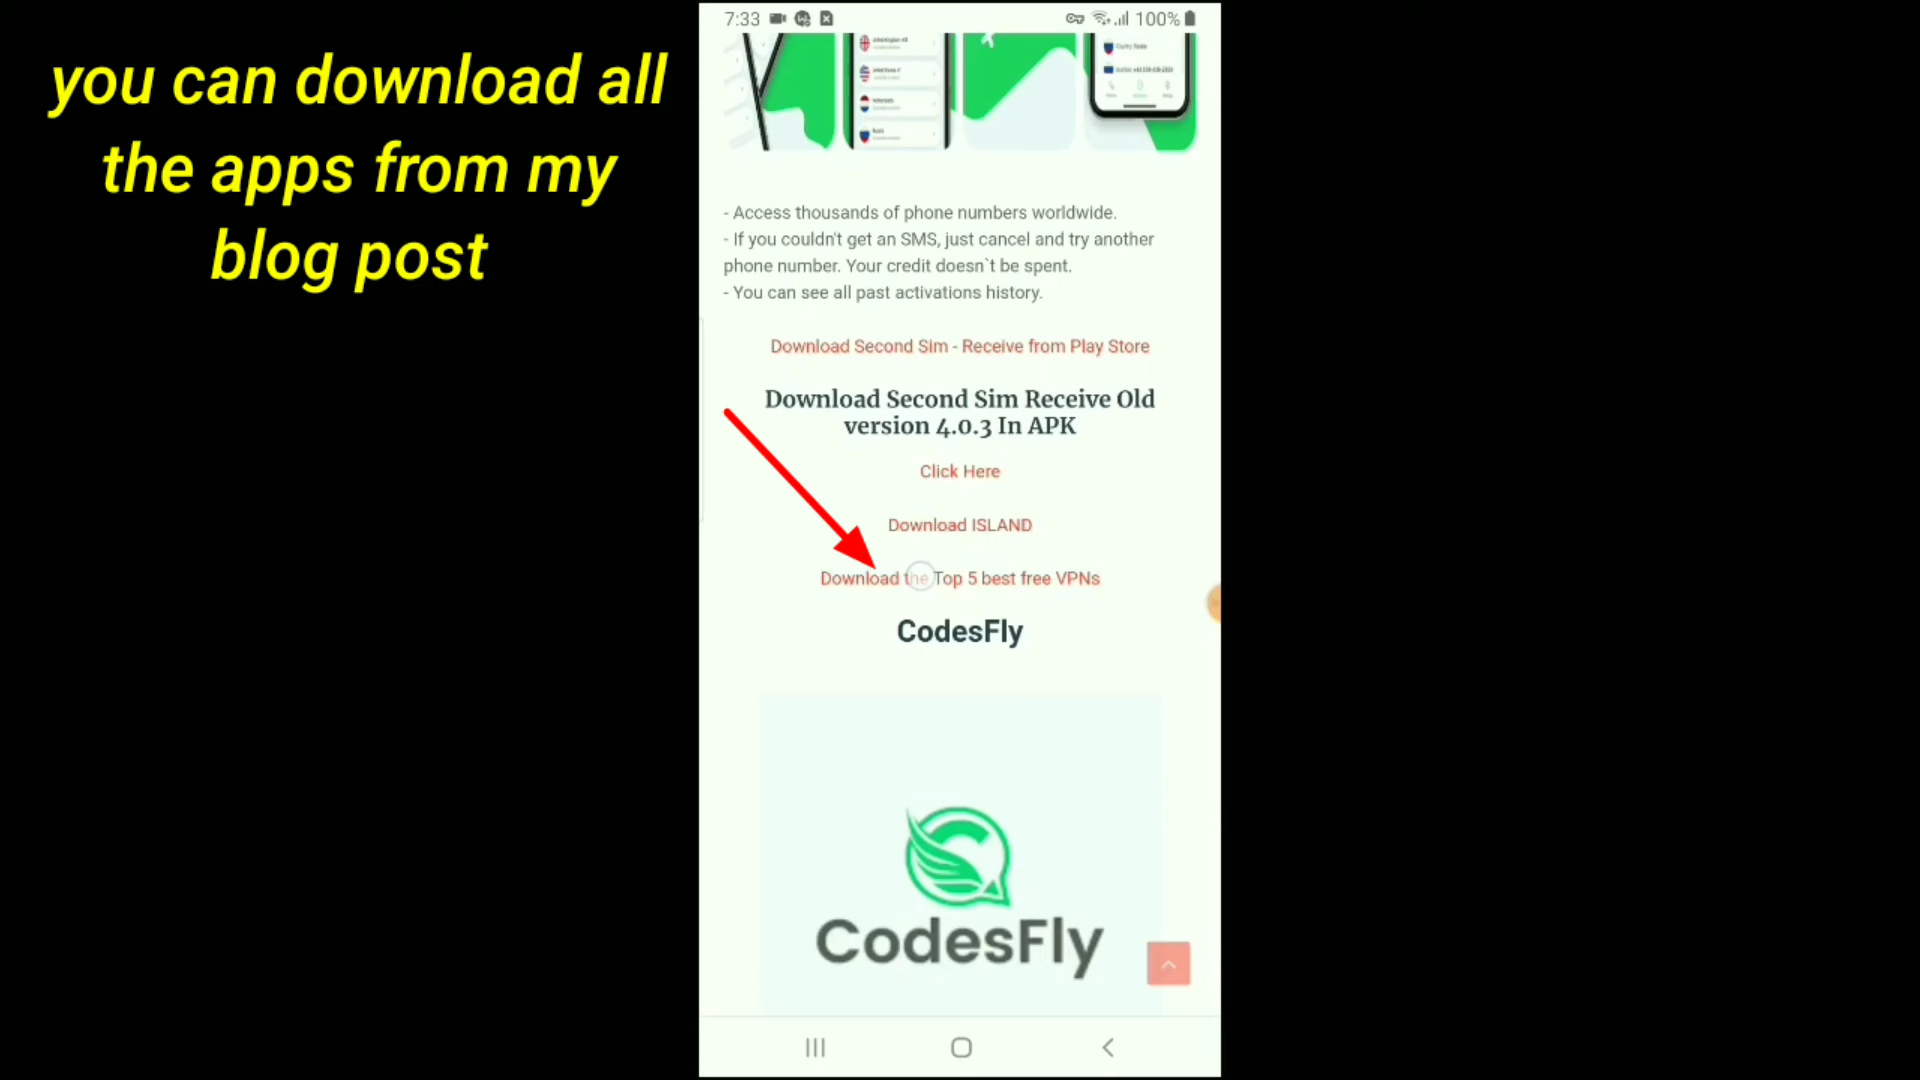 you can download all
the apps from my
blog post
7:33
100%
- Access thousands of phone numbers worldwide.
- If you couldn't get an SMS, just cancel and try another
phone number. Your credit doesn`t be spent.
- You can see all past activations history.
Download Second Sim - Receive from Play Store
Download Second Sim Receive Old
version 4.0.3 In APK
Click Here
Download ISLAND
Download the Top 5 best free VPNs
CodesFly
CodesFly